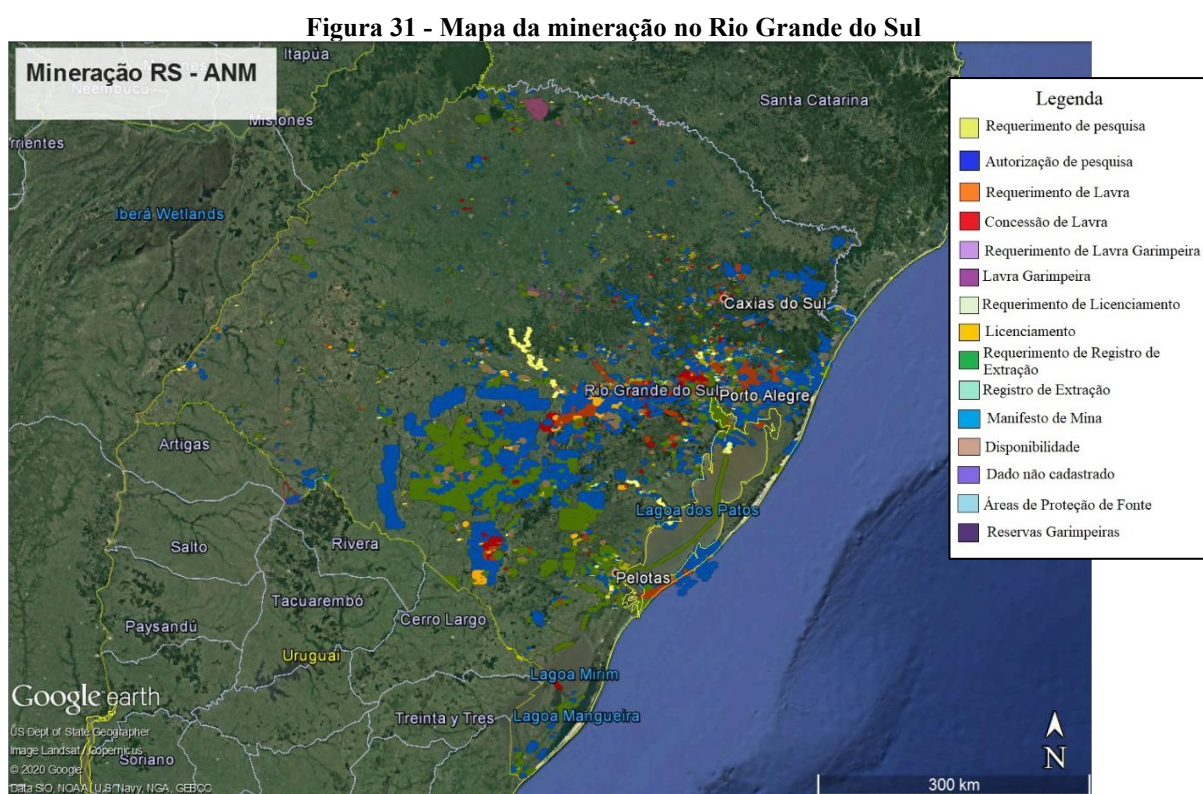 Figura 31 - Mapa da mineração no Rio Grande do Sul
Mineração RS - ANM
Itapúa
Santa Catarina
Misiones
rrientes
Iberá Wetlands
Caxias do Sul
Rio Grande do Sul
Porto Alegre
Artigas
Lagoa dos Patos
Salto
Rivera
Pelotas
Tacuarembó
Cerro Largo
Paysandú
Uruguai
Lagoa Mirim
Treinta y Tres
Lagoa Mangueira
Soriano
Legenda
Requerimento de pesquisa
Autorização de pesquisa
Requerimento de Lavra
Concessão de Lavra
Requerimento de Lavra Garimpeira
Lavra Garimpeira
Requerimento de Licenciamento
Licenciamento
Requerimento de Registro de
Extração
Registro de Extração
Manifesto de Mina
Disponibilidade
Dado não cadastrado
Áreas de Proteção de Fonte
Reservas Garimpeiras
Google earth
US Dept of State Geographer
Image Landsat / Copernicus
© 2020 Google
Data SIO, NOAA, U.S. Navy, NGA, GEBCO
N
300 km